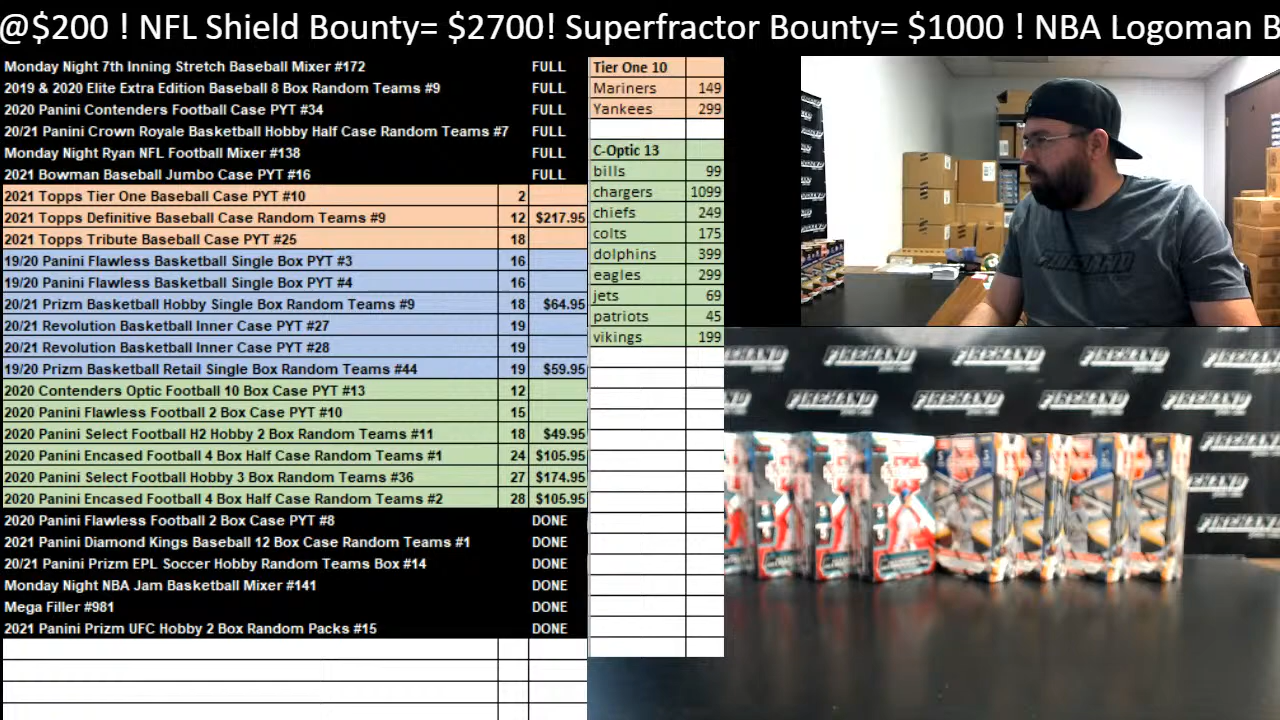 @$200 ! NFL Shield Bounty= $2700! Superfractor Bounty= $1000 ! NBA Logoman B
Monday Night 7th Inning Stretch Baseball Mixer #172 FULL
2019 & 2020 Elite Extra Edition Baseball 8 Box Random Teams #9 FULL
2020 Panini Contenders Football Case PYT #34 FULL
20/21 Panini Crown Royale Basketball Hobby Half Case Random Teams #7 FULL
Monday Night Ryan NFL Football Mixer #138 FULL
2021 Bowman Baseball Jumbo Case PYT #16 FULL
2021 Topps Tier One Baseball Case PYT #10 2
2021 Topps Definitive Baseball Case Random Teams #9 12 $217.95
2021 Topps Tribute Baseball Case PYT #25 18
19/20 Panini Flawless Basketball Single Box PYT #3 16
19/20 Panini Flawless Basketball Single Box PYT #4 16
20/21 Prizm Basketball Hobby Single Box Random Teams #9 18 $64.95
20/21 Revolution Basketball Inner Case PYT #27 19
20/21 Revolution Basketball Inner Case PYT #28 19
19/20 Prizm Basketball Retail Single Box Random Teams #44 19 $59.95
2020 Contenders Optic Football 10 Box Case PYT #13 12
2020 Panini Flawless Football 2 Box Case PYT #10 15
2020 Panini Select Football H2 Hobby 2 Box Random Teams #11 18 $49.95
2020 Panini Encased Football 4 Box Half Case Random Teams #1 24 $105.95
2020 Panini Select Football Hobby 3 Box Random Teams #36 27 $174.95
2020 Panini Encased Football 4 Box Half Case Random Teams #2 28 $105.95
2020 Panini Flawless Football 2 Box Case PYT #8 DONE
2021 Panini Diamond Kings Baseball 12 Box Case Random Teams #1 DONE
20/21 Panini Prizm EPL Soccer Hobby Random Teams Box #14 DONE
Monday Night NBA Jam Basketball Mixer #141 DONE
Mega Filler #981 DONE
2021 Panini Prizm UFC Hobby 2 Box Random Packs #15 DONE
Tier One 10
Mariners 149
Yankees 299
C-Optic 13
bills 99
chargers 1099
chiefs 249
colts 175
dolphins 399
eagles 299
jets 69
patriots 45
vikings 199
FIREHAND
FIREHAND FIREHAND FIREHAND
FIREHAND FIREHAND FIREHAND
FIREHAND
FIREHAND
FIREHAND